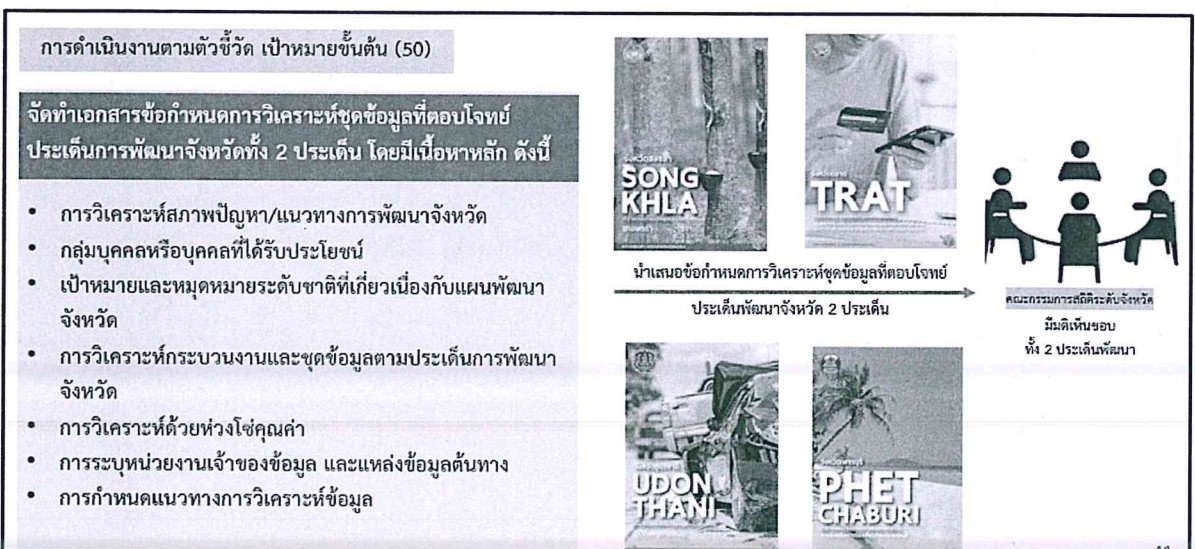 การดำเนินงานตามตัวชี้วัด เป้าหมายขั้นต้น (50)
จัดทำเอกสารข้อกำหนดการวิเคราะห์ชุดข้อมูลที่ตอบโจทย์
ประเด็นการพัฒนาจังหวัดทั้ง 2 ประเด็น โดยมีเนื้อหาหลัก ดังนี้
• การวิเคราะห์สภาพปัญหา/แนวทางการพัฒนาจังหวัด
• กลุ่มบุคคลหรือบุคคลที่ได้รับประโยชน์
• เป้าหมายและหมุดหมายระดับชาติที่เกี่ยวเนื่องกับแผนพัฒนา
จังหวัด
• การวิเคราะห์กระบวนงานและชุดข้อมูลตามประเด็นการพัฒนา
จังหวัด
• การวิเคราะห์ด้วยห่วงโซ่คุณค่า
• การระบุหน่วยงานเจ้าของข้อมูล และแหล่งข้อมูลต้นทาง
• การกำหนดแนวทางการวิเคราะห์ข้อมูล
จังหวัดสงขลา
SONG
KHLA
ยางพารา
TRAT
นำเสนอข้อกำหนดการวิเคราะห์ชุดข้อมูลที่ตอบโจทย์
ประเด็นพัฒนาจังหวัด 2 ประเด็น
คณะกรรมการสถิติระดับจังหวัด
มีมติเห็นชอบ
ทั้ง 2 ประเด็นพัฒนา
UDON
THANI
PHET
CHABURI